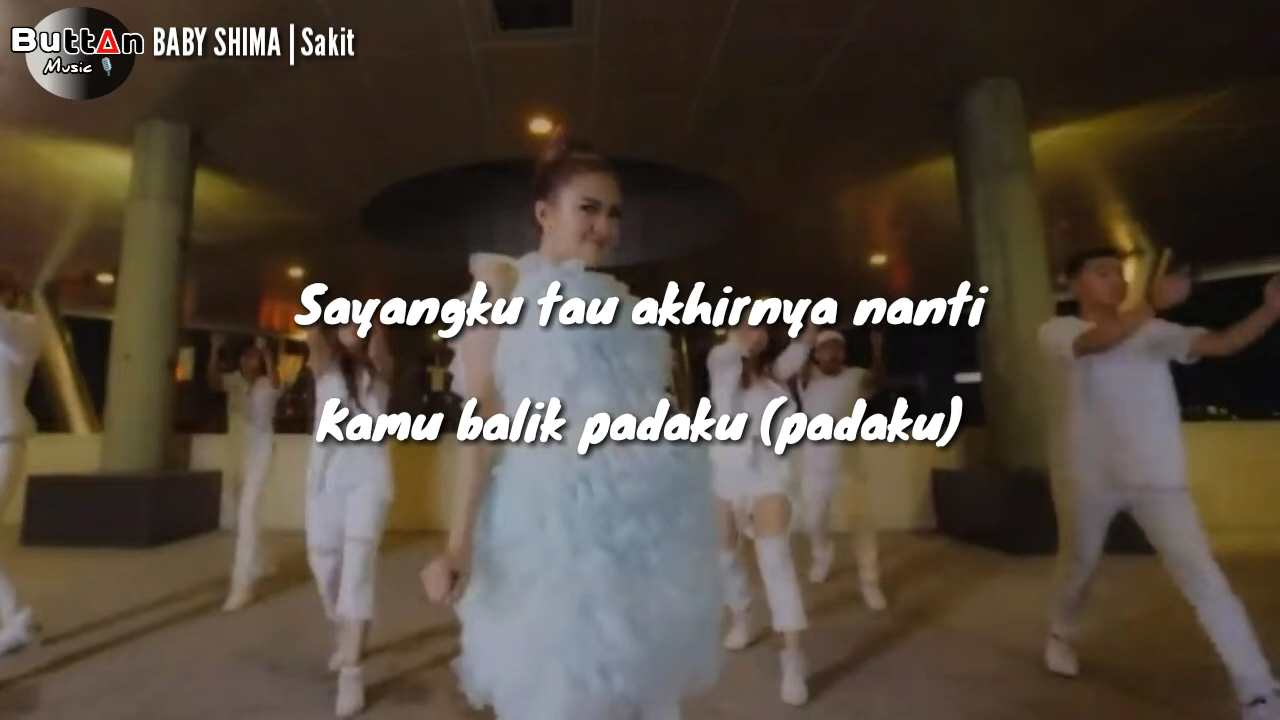 ButtAn
Music
BABY SHIMA | Sakit
Sayangku tau akhirnya nanti
Kamu balik padaku (padaku)